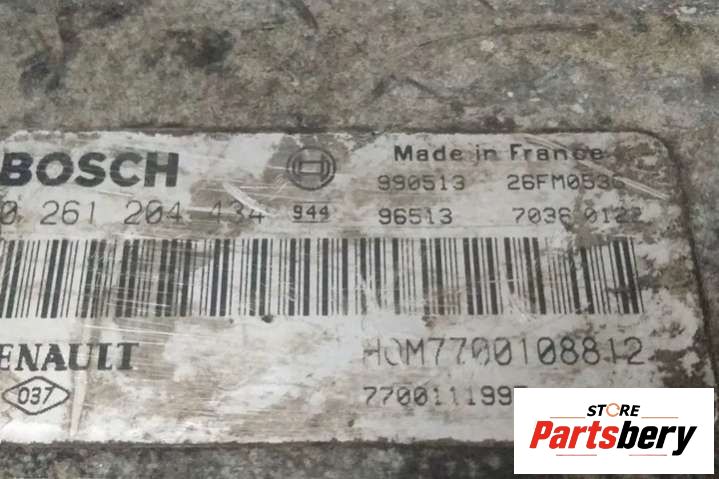 BOSCH
Made in France
990513 26FM0536
0 261 204 434 944
96513 7036 0122
RENAULT
HOM7700108812
037
7700111995
STORE
Partsbery